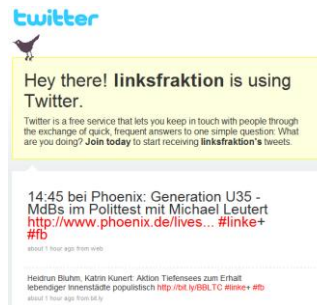 twitter
Hey there! linksfraktion is using
Twitter.
Twitter is a free service that lets you keep in touch with people through
the exchange of quick, frequent answers to one simple question: What
are you doing? Join today to start receiving linksfraktion's tweets.
14:45 bei Phoenix: Generation U35 -
MdBs im Polittest mit Michael Leutert
http://www.phoenix.de/lives... #linke+
#fb
about 1 hour ago from web
Heidrun Bluhm, Katrin Kunert: Aktion Tiefensees zum Erhalt
lebendiger Innenstädte populistisch http://bit.ly/BBLTC #linke+ #fb
about 1 hour ago from bit.ly